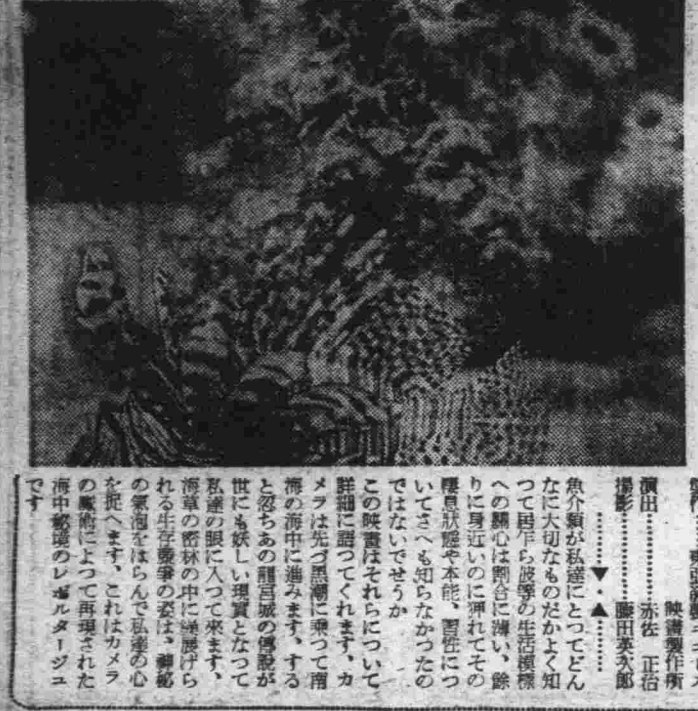 映畫製作所
演出…………赤佐　正治
撮影…………藤田英次郎
…………▼・▲…………
魚介類が私達にとつてどん
なに大切なものだかよく知
つて居乍ら彼等の生活模樣
への關心は割合に薄い、餘
りに身近いのに狎れてその
棲息狀態や本能、習性につ
いてさへも知らなかつたの
ではないでせうか
この映畫はそれらについて
詳細に語つてくれます、カ
メラは先づ黑潮に乘つて南
海の海中に進みます、する
と忽ちあの龍宮城の傳說が
世にも妖しい現實となつて
私達の眼に入つて來ます、
海草の密林の中に展げら
れる生存競爭の姿は、神秘
の氣泡をはらんで私達の心
を捉へます、これはカメラ
の魔術によつて再現された
海中秘境のレポルタージユ
です